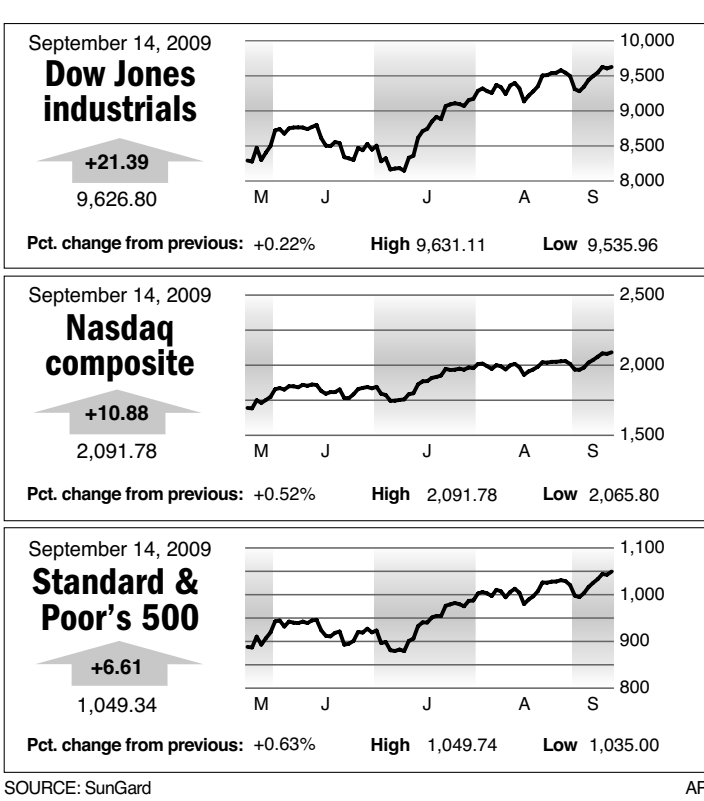 September 14, 2009
Dow Jones
industrials
+21.39
9,626.80
10,000
9,500
9,000
8,500
8,000
M J J A S
Pct. change from previous: +0.22% High 9,631.11 Low 9,535.96
September 14, 2009
Nasdaq
composite
+10.88
2,091.78
2,500
2,000
1,500
M J J A S
Pct. change from previous: +0.52% High 2,091.78 Low 2,065.80
September 14, 2009
Standard &
Poor's 500
+6.61
1,049.34
1,100
1,000
900
800
M J J A S
Pct. change from previous: +0.63% High 1,049.74 Low 1,035.00
SOURCE: SunGard AP